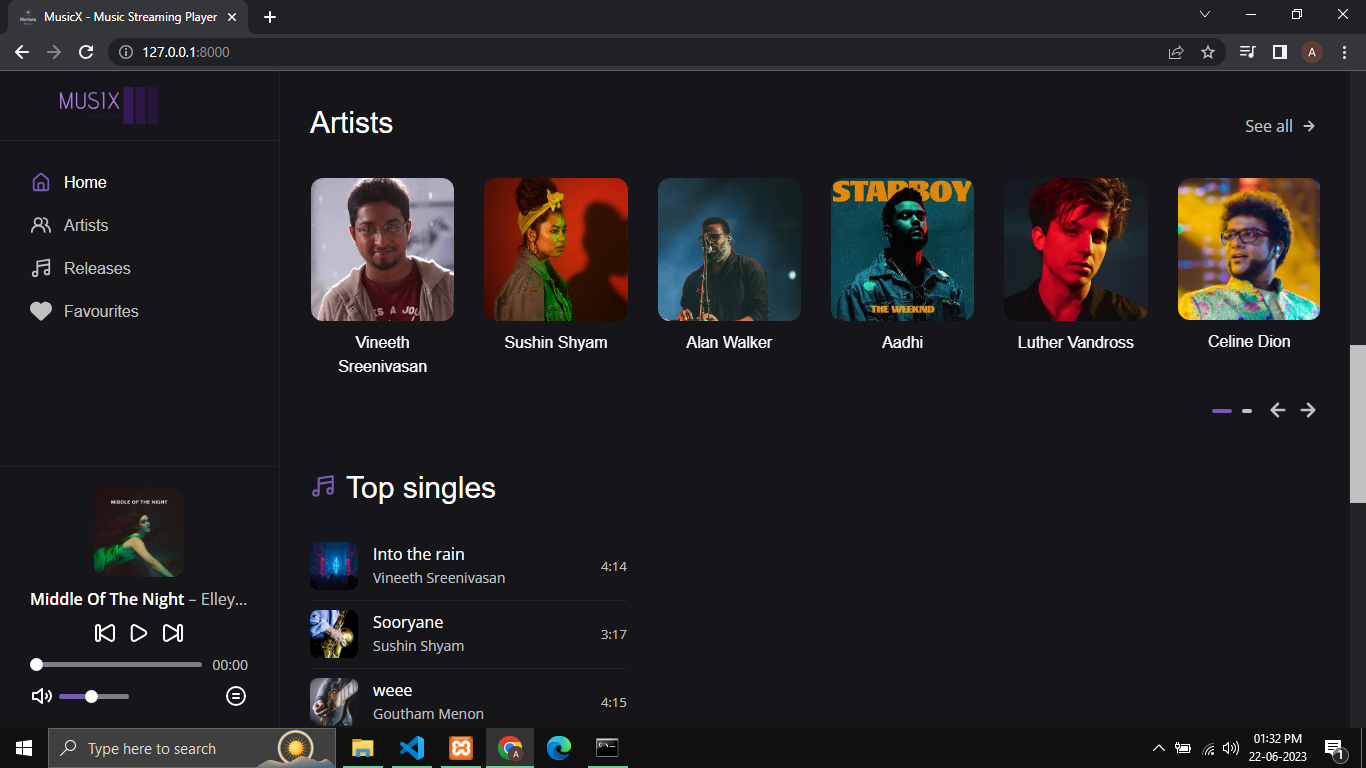 MusicX - Music Streaming Player
127.0.0.1:8000
A
MUSIX
Artists
See all
Home
Artists
Releases
Favourites
STARBOY
THE WEEKND
Vineeth
Sreenivasan
Sushin Shyam
Alan Walker
Aadhi
Luther Vandross
Celine Dion
Top singles
Into the rain
Vineeth Sreenivasan
4:14
Sooryane
Sushin Shyam
3:17
weee
Goutham Menon
4:15
MIDDLE OF THE NIGHT
Middle Of The Night – Elley...
00:00
Type here to search
A
01:32 PM
22-06-2023
1